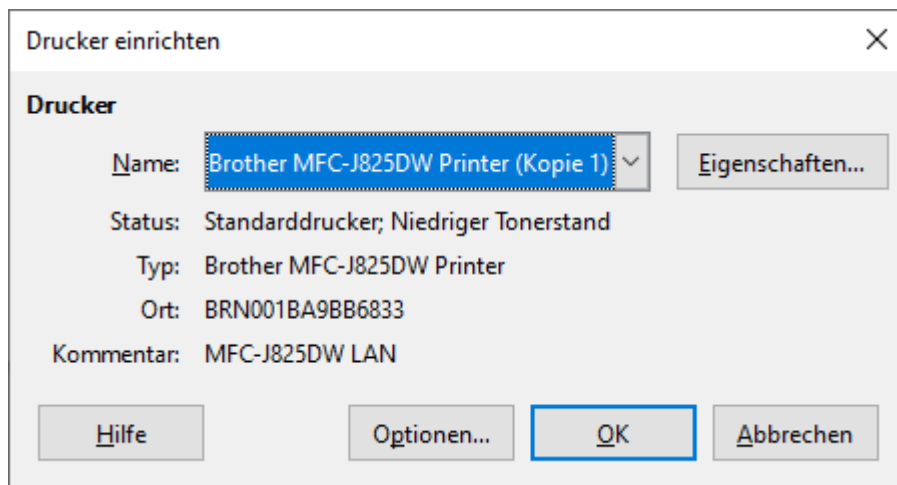 Drucker einrichten
Drucker
Name: Brother MFC-J825DW Printer (Kopie 1) Eigenschaften...
Status: Standarddrucker; Niedriger Tonerstand
Typ: Brother MFC-J825DW Printer
Ort: BRN001BA9BB6833
Kommentar: MFC-J825DW LAN
Hilfe Optionen... OK Abbrechen